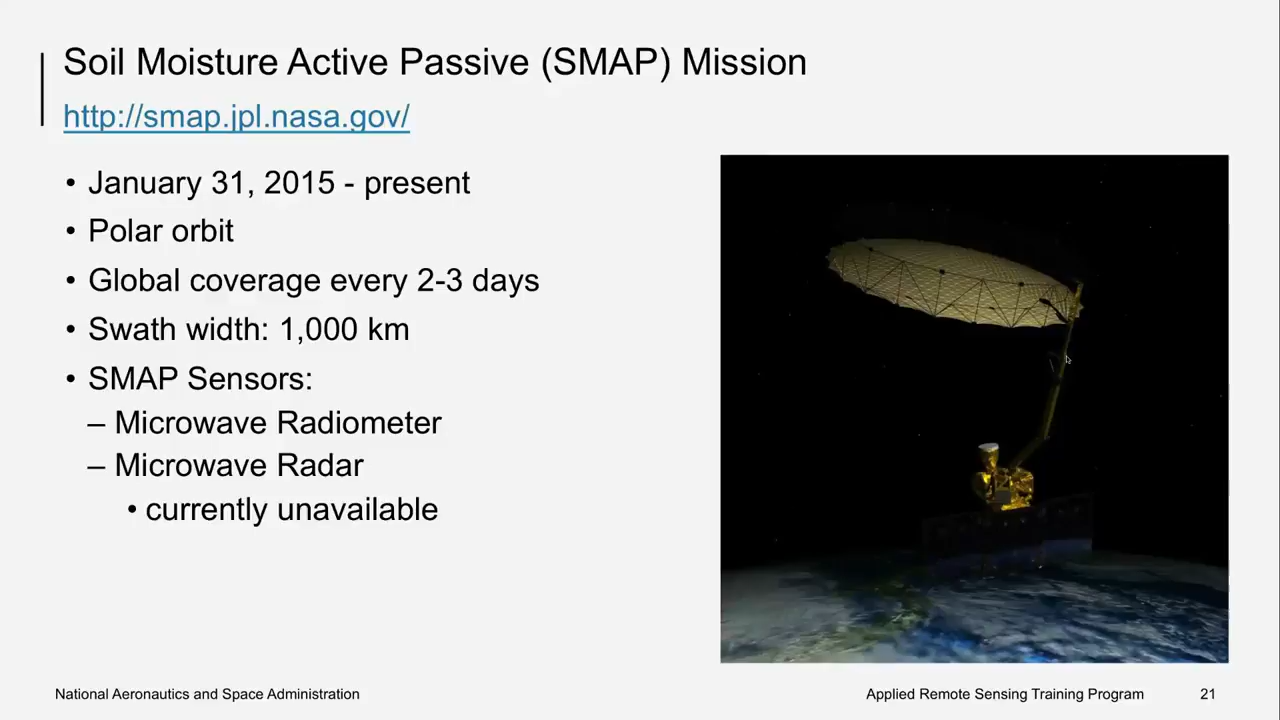 Soil Moisture Active Passive (SMAP) Mission
http://smap.jpl.nasa.gov/
• January 31, 2015 - present
• Polar orbit
• Global coverage every 2-3 days
• Swath width: 1,000 km
• SMAP Sensors:
– Microwave Radiometer
– Microwave Radar
• currently unavailable
National Aeronautics and Space Administration
Applied Remote Sensing Training Program
21